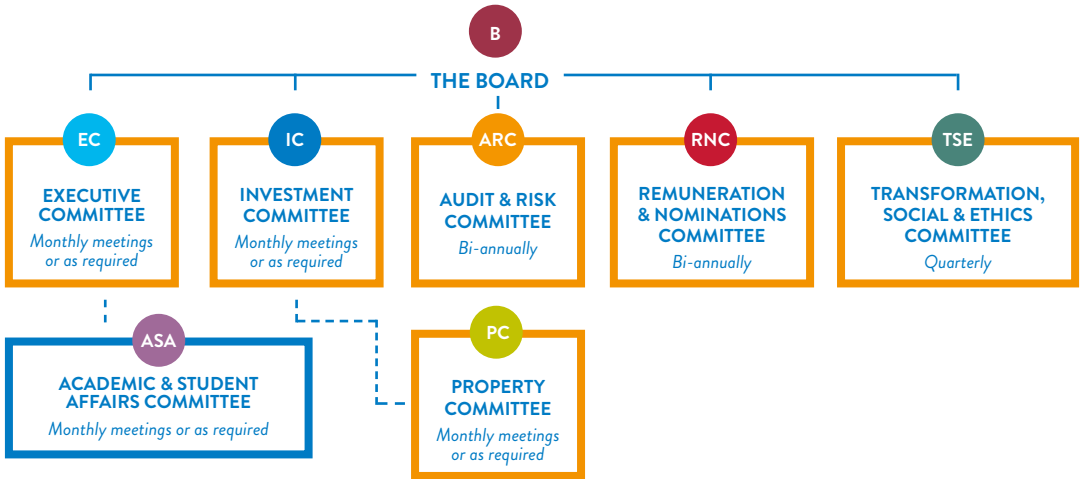 B
THE BOARD
EC
EXECUTIVE
COMMITTEE
Monthly meetings
or as required
IC
INVESTMENT
COMMITTEE
Monthly meetings
or as required
ARC
AUDIT & RISK
COMMITTEE
Bi-annually
RNC
REMUNERATION
& NOMINATIONS
COMMITTEE
Bi-annually
TSE
TRANSFORMATION,
SOCIAL & ETHICS
COMMITTEE
Quarterly
ASA
ACADEMIC & STUDENT
AFFAIRS COMMITTEE
Monthly meetings or as required
PC
PROPERTY
COMMITTEE
Monthly meetings
or as required